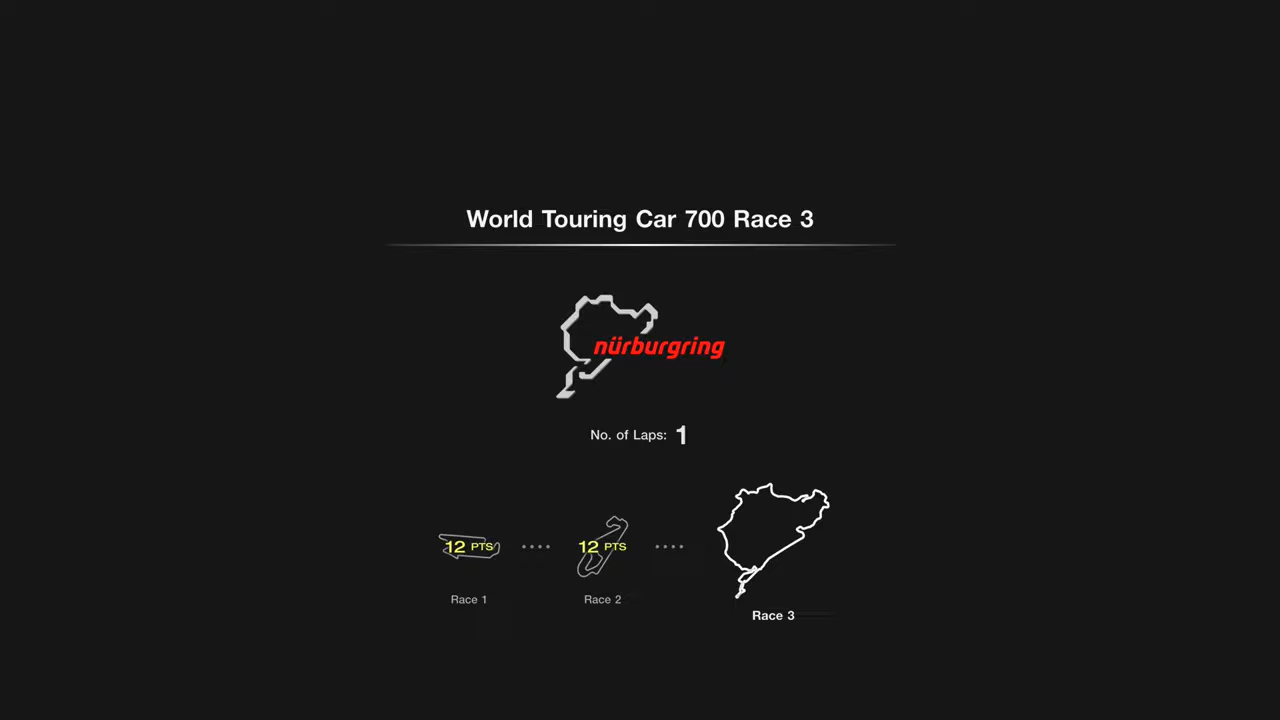 World Touring Car 700 Race 3
nürburgring
No. of Laps: 1
12 PTS
12 PTS
Race 1
Race 2
Race 3